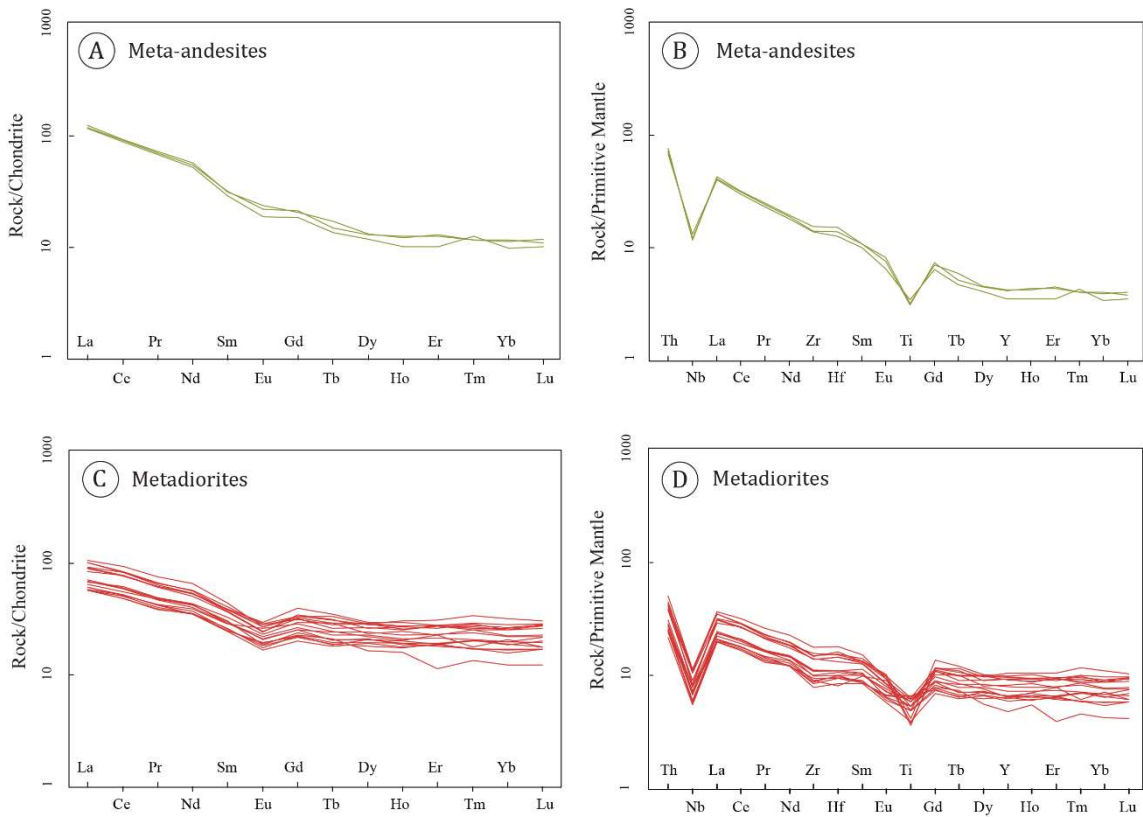 A Meta-andesites
Rock/Chondrite
1000
100
10
1
La Pr Sm Gd Dy Er Yb
Ce Nd Eu Tb Ho Tm Lu
B Meta-andesites
Rock/Primitive Mantle
1000
100
10
1
Th La Pr Zr Sm Ti Tb Y Er Yb
Nb Ce Nd Hf Eu Gd Dy Ho Tm Lu
C Metadiorites
Rock/Chondrite
1000
100
10
1
La Pr Sm Gd Dy Er Yb
Ce Nd Eu Tb Ho Tm Lu
D Metadiorites
Rock/Primitive Mantle
1000
100
10
1
Th La Pr Zr Sm Ti Tb Y Er Yb
Nb Ce Nd Hf Eu Gd Dy Ho Tm Lu